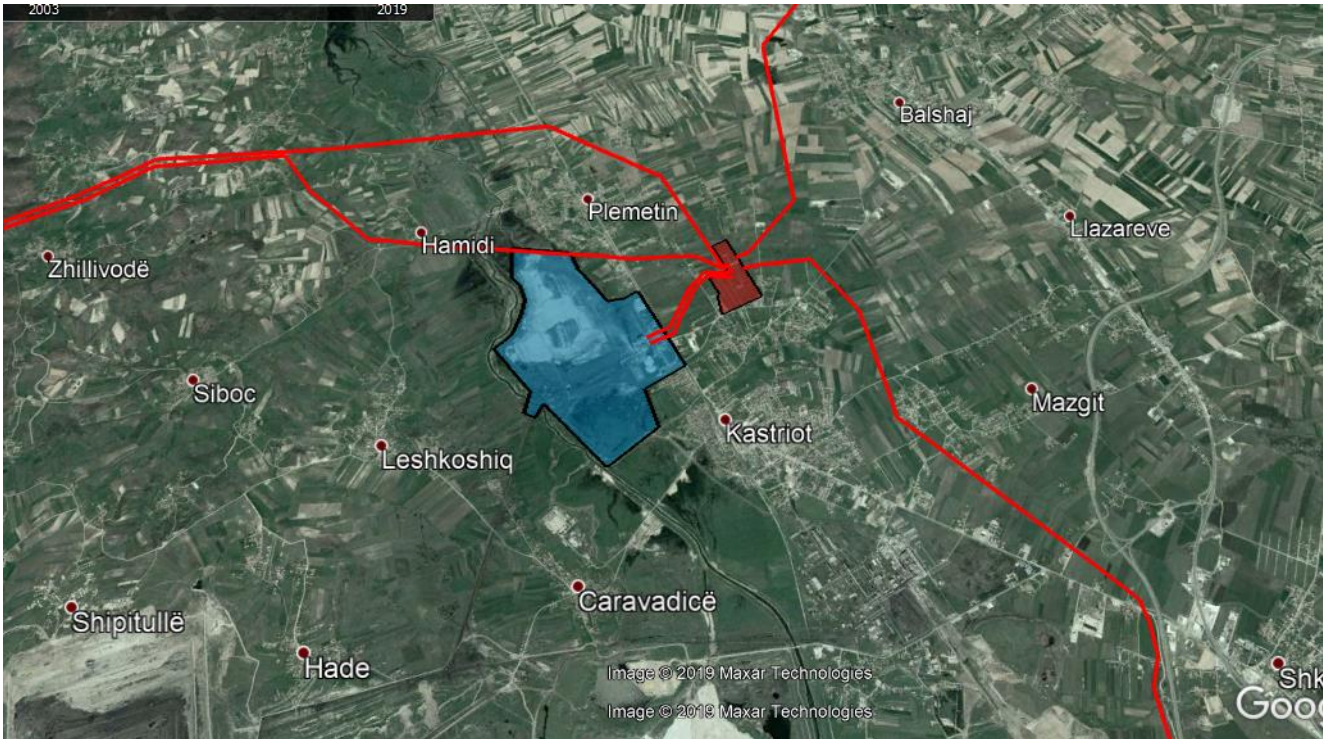 2003 2019
Balshaj
Plemetin
Llazareve
Hamidi
Zhillivodë
Siboc
Mazgit
Kastriot
Leshkoshiq
Caravadicë
Shipitullë
Hade
Image © 2019 Maxar Technologies
Shk
Image © 2019 Maxar Technologies
Goog